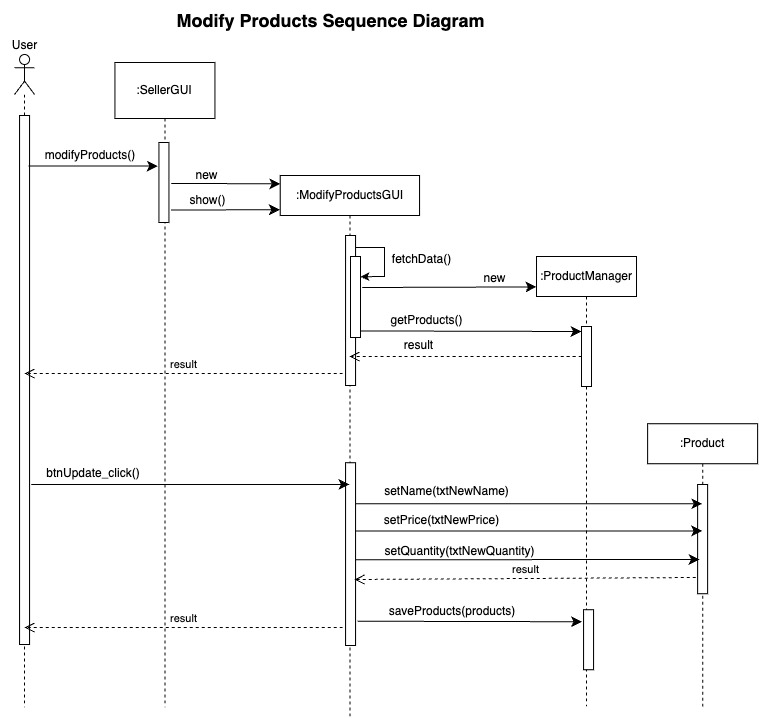 Modify Products Sequence Diagram
User
:SellerGUI
modifyProducts()
new
:ModifyProductsGUI
show()
fetchData()
:ProductManager
new
getProducts()
result
result
:Product
btnUpdate_click()
setName(txtNewName)
setPrice(txtNewPrice)
setQuantity(txtNewQuantity)
result
saveProducts(products)
result